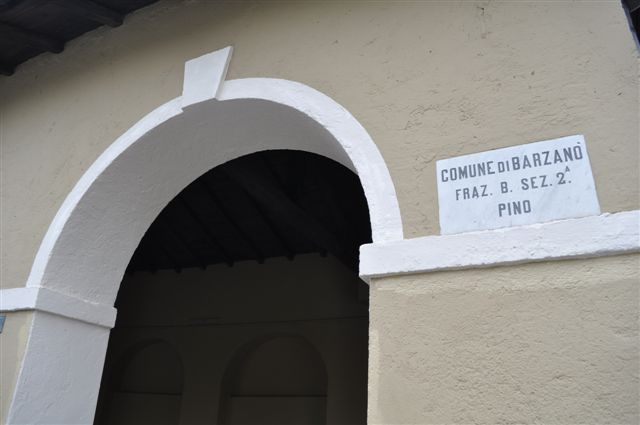 COMUNE DI BARZANÒ
FRAZ. B. SEZ. 2ᴬ.
PINO